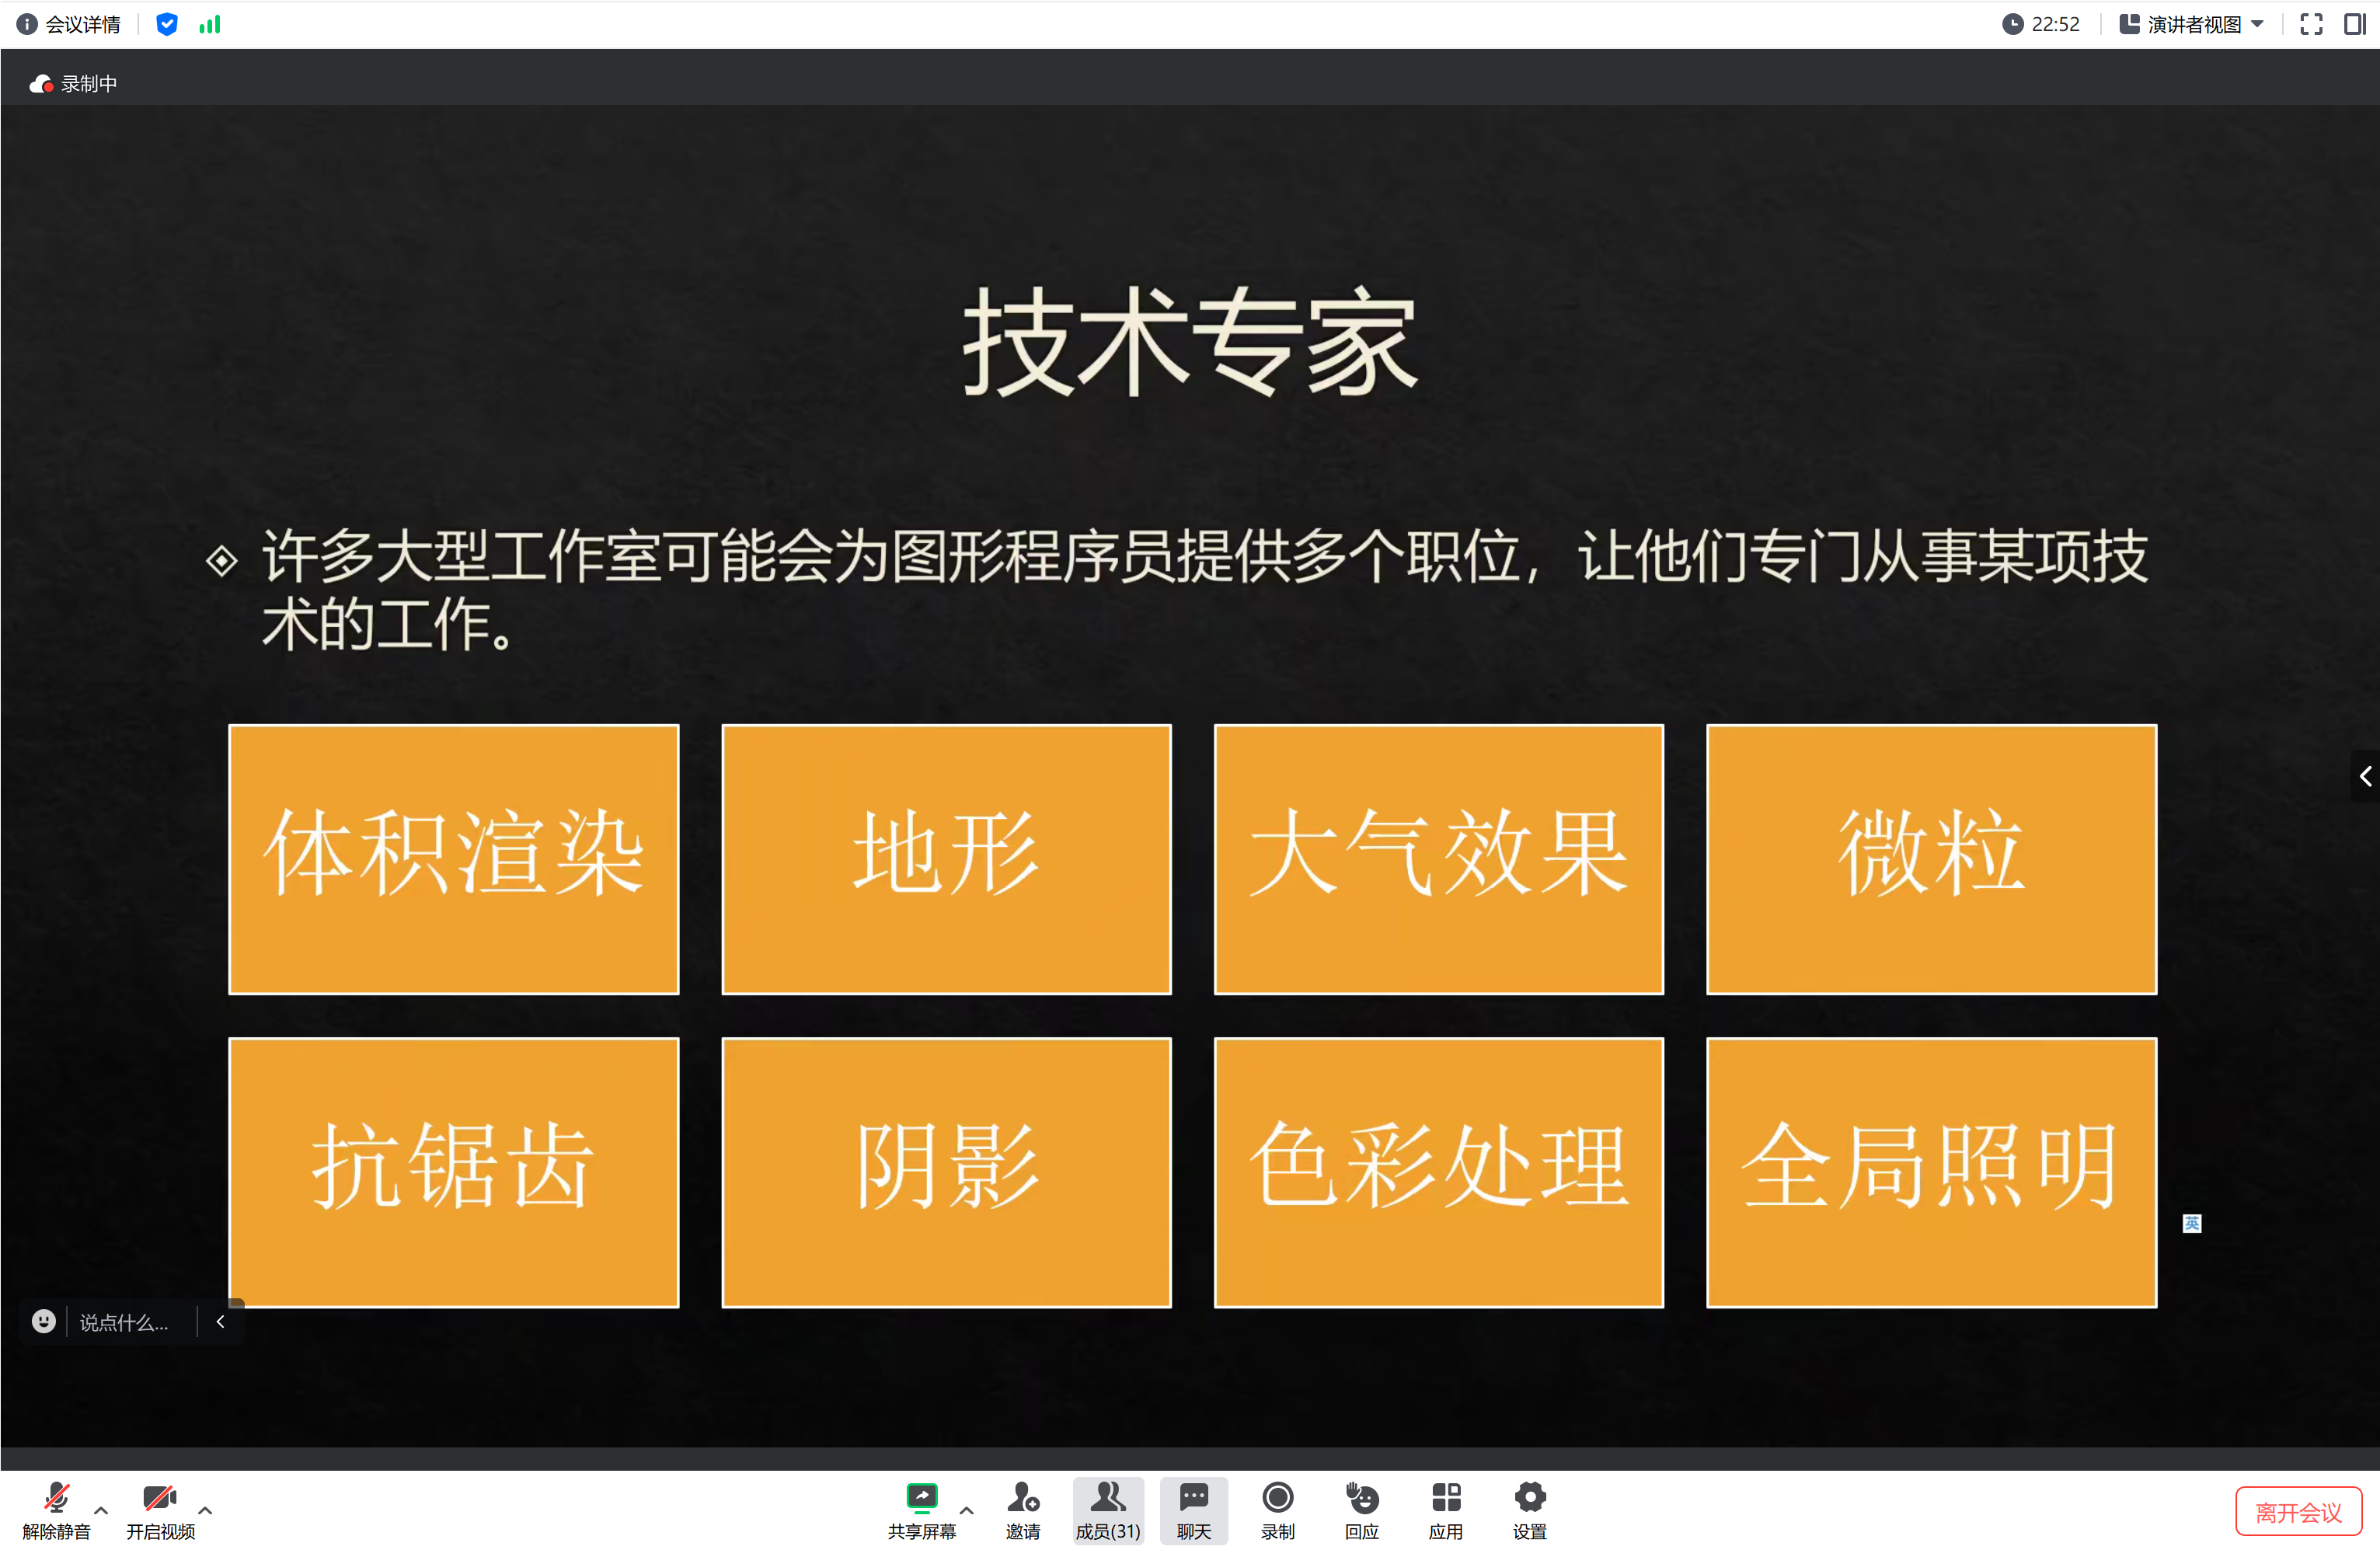 会议详情
22:52
演讲者视图
录制中
技术专家
许多大型工作室可能会为图形程序员提供多个职位，让他们专门从事某项技
术的工作。
体积渲染
地形
大气效果
微粒
抗锯齿
阴影
色彩处理
全局照明
英
说点什么...
解除静音
开启视频
共享屏幕
邀请
成员(31)
聊天
录制
回应
应用
设置
离开会议